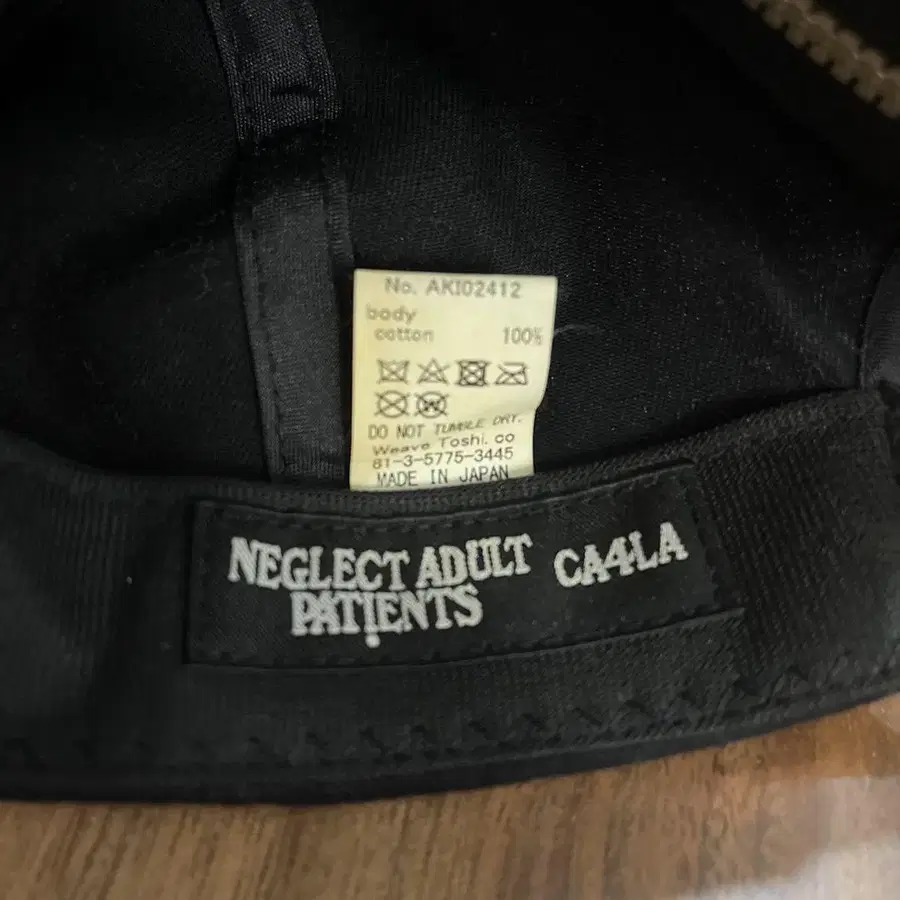 No. AKI02412
body
cotton 100%
DO NOT TUMBLE DRY.
Weave Toshi. co
81-3-5775-3445
MADE IN JAPAN
NEGLECT ADULT CA4LA
PATIENTS